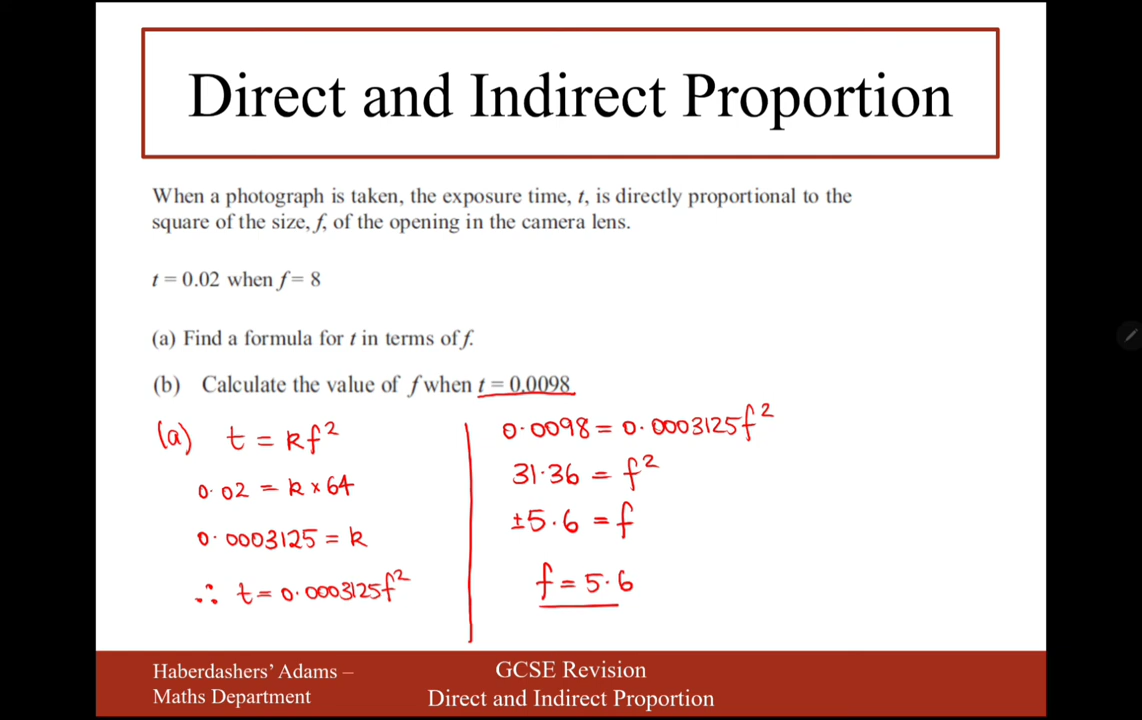 Direct and Indirect Proportion
When a photograph is taken, the exposure time, t, is directly proportional to the
square of the size, f, of the opening in the camera lens.
t = 0.02 when f = 8
(a) Find a formula for t in terms of f.
(b) Calculate the value of f when t = 0.0098
(a) t = kf²
0.02 = k × 64
0.0003125 = k
∴ t = 0.0003125f²
0.0098 = 0.0003125f²
31.36 = f²
±5.6 = f
f = 5.6
Haberdashers' Adams –
Maths Department
GCSE Revision
Direct and Indirect Proportion